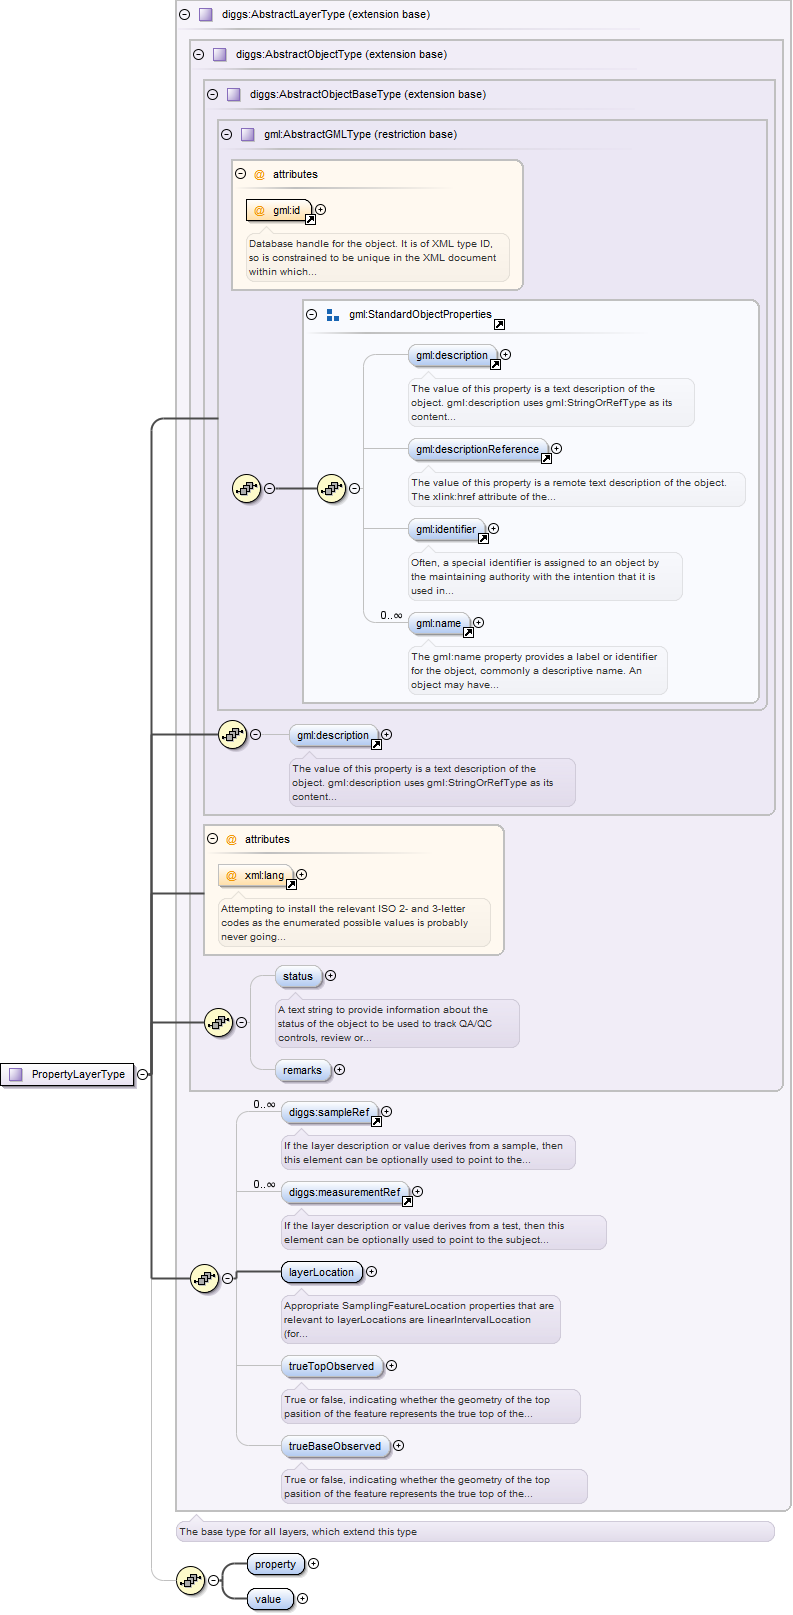 diggs:AbstractLayerType (extension base)
diggs:AbstractObjectType (extension base)
diggs:AbstractObjectBaseType (extension base)
gml:AbstractGMLType (restriction base)
@ attributes
@ gml:id
Database handle for the object. It is of XML type ID,
so is constrained to be unique in the XML document
within which...
gml:StandardObjectProperties
gml:description
The value of this property is a text description of the
object. gml:description uses gml:StringOrRefType as its
content...
gml:descriptionReference
The value of this property is a remote text description of the object.
The xlink:href attribute of the...
gml:identifier
Often, a special identifier is assigned to an object by
the maintaining authority with the intention that it is
used in...
0..∞
gml:name
The gml:name property provides a label or identifier
for the object, commonly a descriptive name. An
object may have...
gml:description
The value of this property is a text description of the
object. gml:description uses gml:StringOrRefType as its
content...
@ attributes
@ xml:lang
Attempting to install the relevant ISO 2- and 3-letter
codes as the enumerated possible values is probably
never going...
status
A text string to provide information about the
status of the object to be used to track QA/QC
controls, review or...
remarks
PropertyLayerType
0..∞
diggs:sampleRef
If the layer description or value derives from a sample, then
this element can be optionally used to point to the...
0..∞
diggs:measurementRef
If the layer description or value derives from a test, then this
element can be optionally used to point to the subject...
layerLocation
Appropriate SamplingFeatureLocation properties that are
relevant to layerLocations are linearIntervalLocation
(for...
trueTopObserved
True or false, indicating whether the geometry of the top
pasition of the feature represents the true top of the...
trueBaseObserved
True or false, indicating whether the geometry of the top
pasition of the feature represents the true top of the...
The base type for all layers, which extend this type
property
value